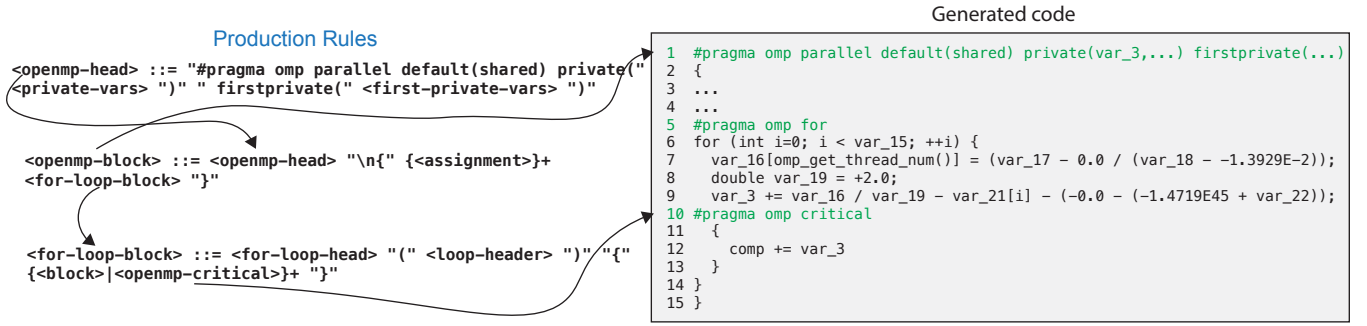 Production Rules
<openmp-head> ::= "#pragma omp parallel default(shared) private("
<private-vars> ")" " firstprivate(" <first-private-vars> ")"
<openmp-block> ::= <openmp-head> "\n{" {<assignment>}+
<for-loop-block> "}"
<for-loop-block> ::= <for-loop-head> "(" <loop-header> ")" "{"
{<block>|<openmp-critical>}+ "}"
Generated code
1 #pragma omp parallel default(shared) private(var_3,...) firstprivate(...)
2 {
3 ...
4 ...
5 #pragma omp for
6 for (int i=0; i < var_15; ++i) {
7 var_16[omp_get_thread_num()] = (var_17 - 0.0 / (var_18 - -1.3929E-2));
8 double var_19 = +2.0;
9 var_3 += var_16 / var_19 - var_21[i] - (-0.0 - (-1.4719E45 + var_22));
10 #pragma omp critical
11 {
12 comp += var_3
13 }
14 }
15 }